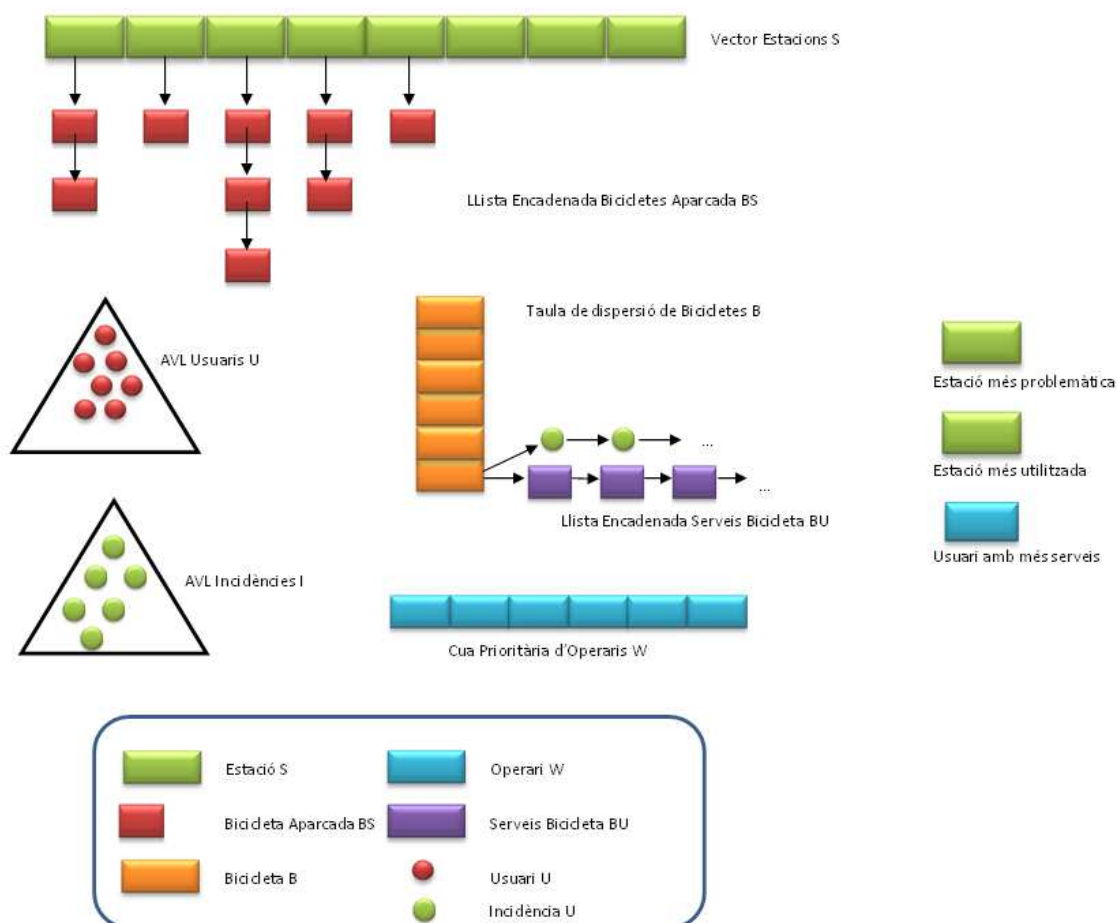 Vector Estacions S
LLista Encadenada Bicicletes Aparcada BS
Taula de dispersió de Bicicletes B
AVL Usuaris U
Estació més problemàtica
...
Estació més utilitzada
...
Llista Encadenada Serveis Bicicleta BU
Usuari amb més serveis
AVL Incidències I
Cua Prioritària d'Operaris W
Estació S
Operari W
Bicicleta Aparcada BS
Serveis Bicicleta BU
Bicicleta B
Usuari U
Incidència U